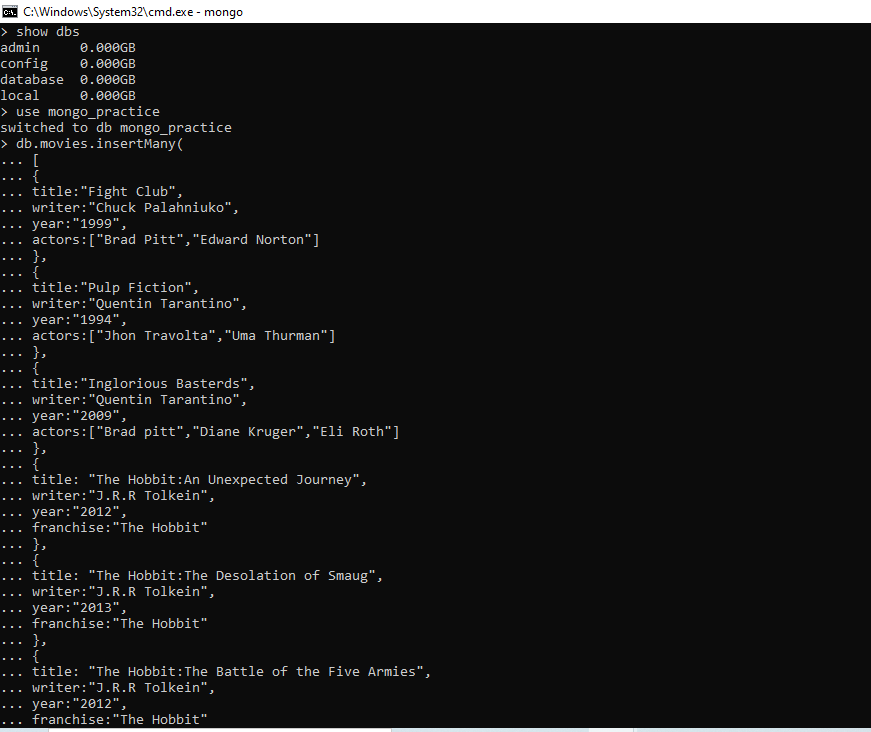 C:\Windows\System32\cmd.exe - mongo
> show dbs
admin     0.000GB
config    0.000GB
database  0.000GB
local     0.000GB
> use mongo_practice
switched to db mongo_practice
> db.movies.insertMany(
... [
... {
... title:"Fight Club",
... writer:"Chuck Palahniuko",
... year:"1999",
... actors:["Brad Pitt","Edward Norton"]
... },
... {
... title:"Pulp Fiction",
... writer:"Quentin Tarantino",
... year:"1994",
... actors:["Jhon Travolta","Uma Thurman"]
... },
... {
... title:"Inglorious Basterds",
... writer:"Quentin Tarantino",
... year:"2009",
... actors:["Brad pitt","Diane Kruger","Eli Roth"]
... },
... {
... title: "The Hobbit:An Unexpected Journey",
... writer:"J.R.R Tolkein",
... year:"2012",
... franchise:"The Hobbit"
... },
... {
... title: "The Hobbit:The Desolation of Smaug",
... writer:"J.R.R Tolkein",
... year:"2013",
... franchise:"The Hobbit"
... },
... {
... title: "The Hobbit:The Battle of the Five Armies",
... writer:"J.R.R Tolkein",
... year:"2012",
... franchise:"The Hobbit"